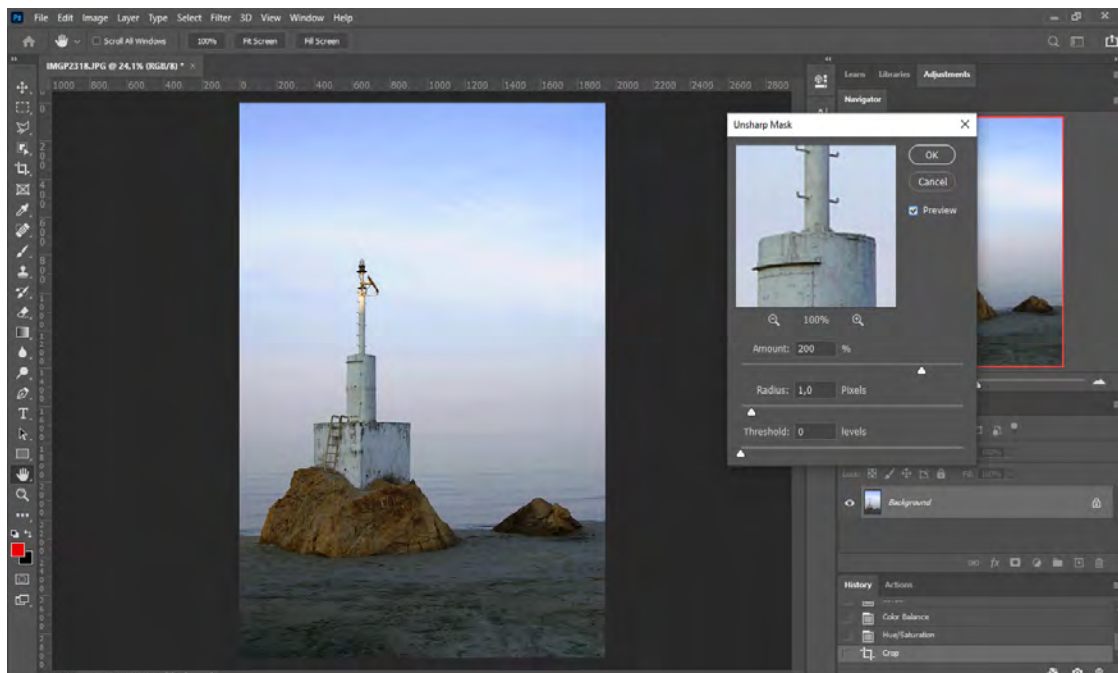 Ps File Edit Image Layer Type Select Filter 3D View Window Help
Scroll All Windows 100% Fit Screen Fill Screen
IMGP2318.JPG @ 24,1% (RGB/8) * ×
Learn Libraries Adjustments
1000 800 600 400 200 0 200 400 600 800 1000 1200 1400 1600 1800 2000 2200 2400 2600 2800
Navigator
Unsharp Mask
OK
Cancel
Preview
100%
Amount: 200 %
Radius: 1,0 Pixels
Threshold: 0 levels
Background
fx
History Actions
Color Balance
Hue/Saturation
Crop